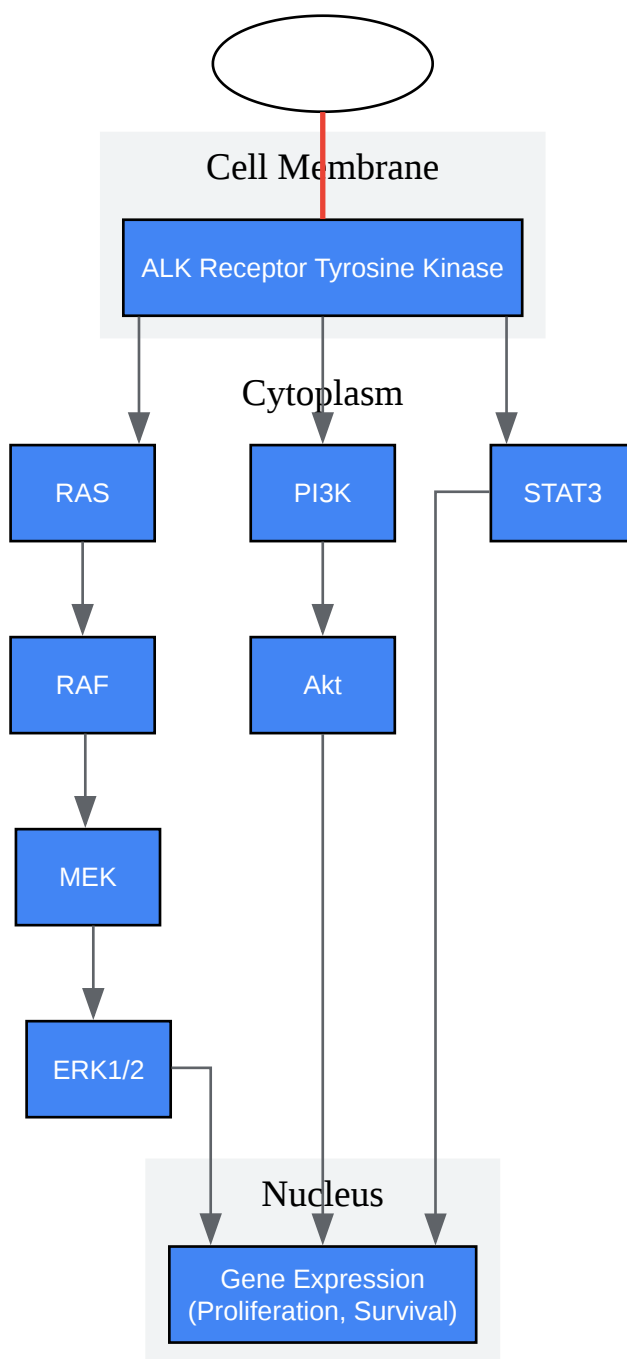 Cell Membrane
ALK Receptor Tyrosine Kinase
Cytoplasm
RAS
PI3K
STAT3
RAF
Akt
MEK
ERK1/2
Nucleus
Gene Expression
(Proliferation, Survival)